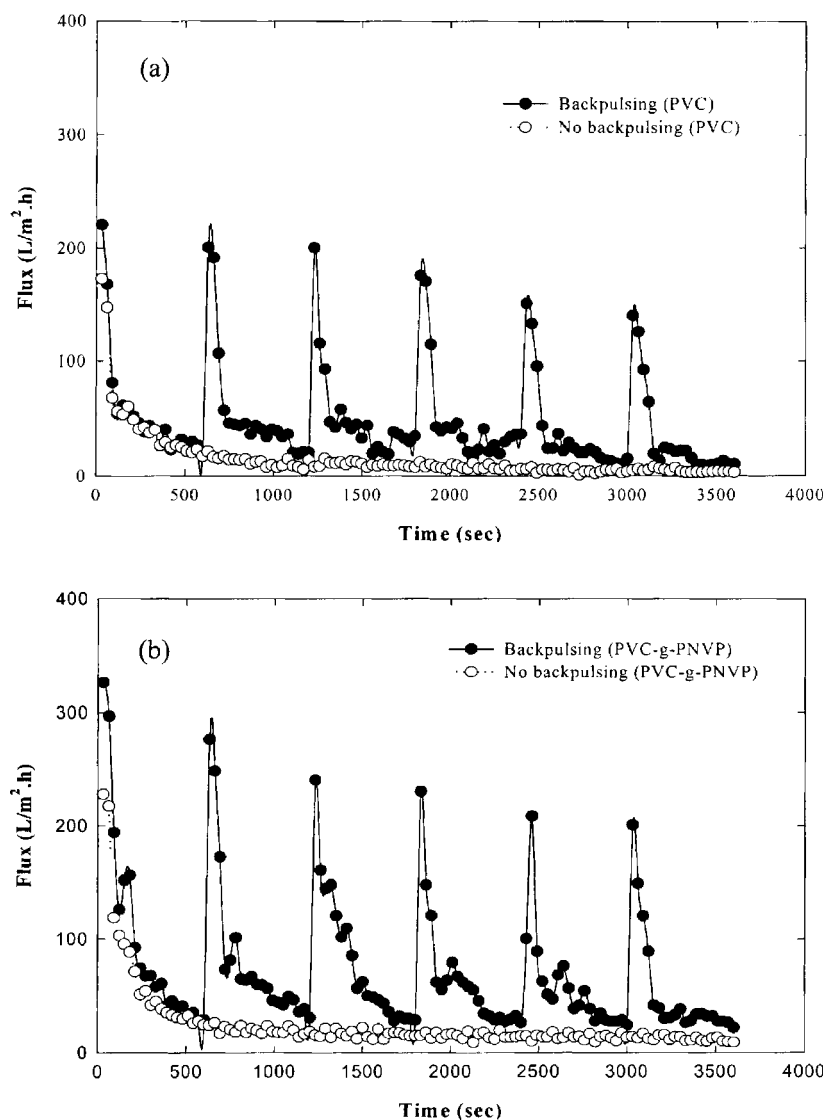 400
(a)
Backpulsing (PVC)
No backpulsing (PVC)
300
200
100
0
Flux (L/m².h)
0 500 1000 1500 2000 2500 3000 3500 4000
Time (sec)
400
(b)
Backpulsing (PVC-g-PNVP)
No backpulsing (PVC-g-PNVP)
300
200
100
0
Flux (L/m².h)
0 500 1000 1500 2000 2500 3000 3500 4000
Time (sec)